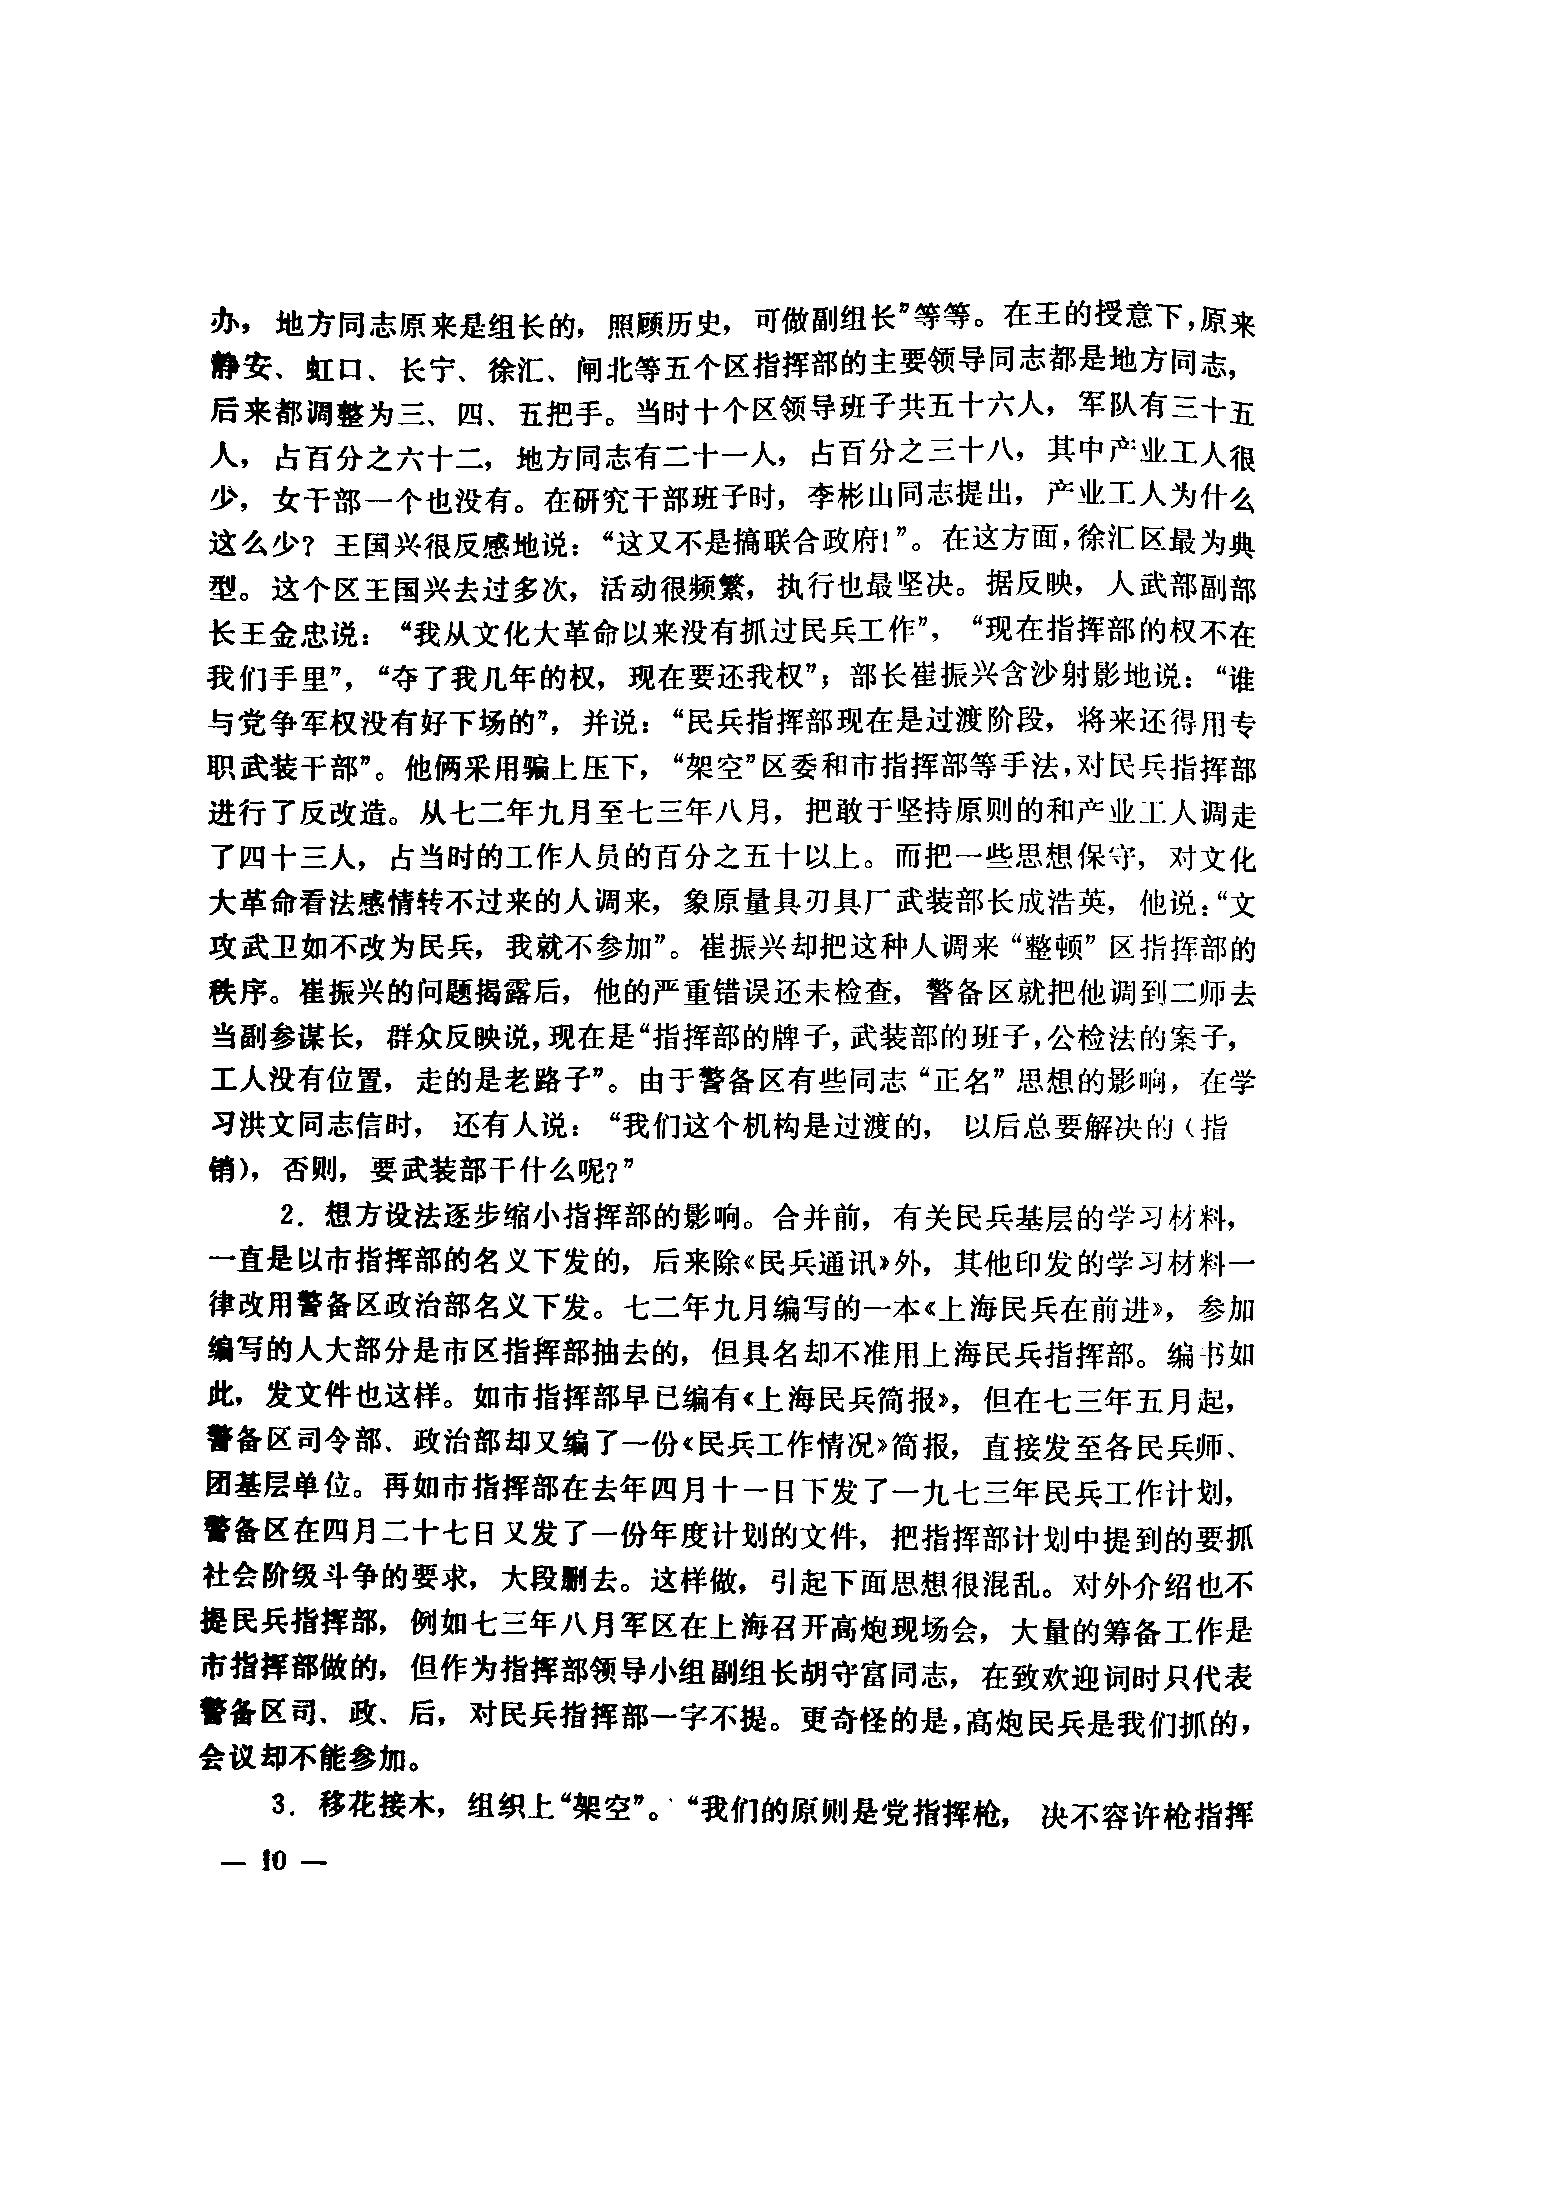 办，地方同志原来是组长的，照顾历史，可做副组长”等等。在王的授意下，原来
静安、虹口、长宁、徐汇、闸北等五个区指挥部的主要领导同志都是地方同志，
后来都调整为三、四、五把手。当时十个区领导班子共五十六人，军队有三十五
人，占百分之六十二，地方同志有二十一人，占百分之三十八，其中产业工人很
少，女干部一个也没有。在研究干部班子时，李彬山同志提出，产业工人为什么
这么少？王国兴很反感地说：“这又不是搞联合政府！”。在这方面，徐汇区最为典
型。这个区王国兴去过多次，活动很频繁，执行也最坚决。据反映，人武部副部
长王金忠说：“我从文化大革命以来没有抓过民兵工作”，“现在指挥部的权不在
我们手里”，“夺了我几年的权，现在要还我权”；部长崔振兴含沙射影地说：“谁
与党争军权没有好下场的”，并说：“民兵指挥部现在是过渡阶段，将来还得用专
职武装干部”。他俩采用骗上压下，“架空”区委和市指挥部等手法，对民兵指挥部
进行了反改造。从七二年九月至七三年八月，把敢于坚持原则的和产业工人调走
了四十三人，占当时的工作人员的百分之五十以上。而把一些思想保守，对文化
大革命看法感情转不过来的人调来，象原量具刃具厂武装部长成浩英，他说：“文
攻武卫如不改为民兵，我就不参加”。崔振兴却把这种人调来“整顿”区指挥部的
秩序。崔振兴的问题揭露后，他的严重错误还未检查，警备区就把他调到二师去
当副参谋长，群众反映说，现在是“指挥部的牌子，武装部的班子，公检法的案子，
工人没有位置，走的是老路子”。由于警备区有些同志“正名”思想的影响，在学
习洪文同志信时，还有人说：“我们这个机构是过渡的，以后总要解决的（指
销），否则，要武装部干什么呢？”
2．想方设法逐步缩小指挥部的影响。合并前，有关民兵基层的学习材料，
一直是以市指挥部的名义下发的，后来除《民兵通讯》外，其他印发的学习材料一
律改用警备区政治部名义下发。七二年九月编写的一本《上海民兵在前进》，参加
编写的人大部分是市区指挥部抽去的，但具名却不准用上海民兵指挥部。编书如
此，发文件也这样。如市指挥部早已编有《上海民兵简报》，但在七三年五月起，
警备区司令部、政治部却又编了一份《民兵工作情况》简报，直接发至各民兵师、
团基层单位。再如市指挥部在去年四月十一日下发了一九七三年民兵工作计划，
警备区在四月二十七日又发了一份年度计划的文件，把指挥部计划中提到的要抓
社会阶级斗争的要求，大段删去。这样做，引起下面思想很混乱。对外介绍也不
提民兵指挥部，例如七三年八月军区在上海召开高炮现场会，大量的筹备工作是
市指挥部做的，但作为指挥部领导小组副组长胡守富同志，在致欢迎词时只代表
警备区司、政、后，对民兵指挥部一字不提。更奇怪的是，高炮民兵是我们抓的，
会议却不能参加。
3．移花接木，组织上“架空”。“我们的原则是党指挥枪，决不容许枪指挥
— 10 —